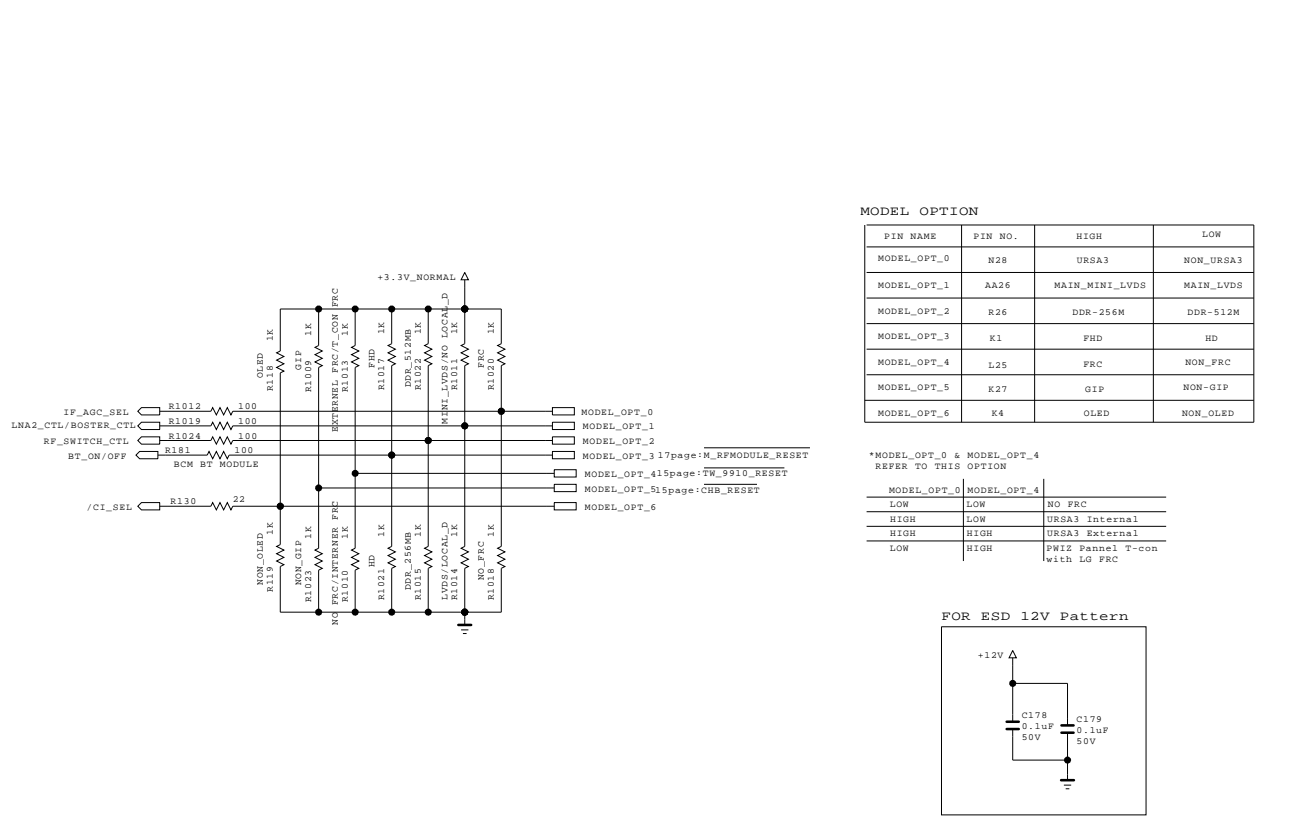 +3.3V_NORMAL
OLED
R118
1K
GIP
R1009
1K
EXTERNEL FRC/T_CON FRC
R1013
1K
FHD
R1017
1K
DDR_512MB
R1022
1K
MINI_LVDS/NO LOCAL_D
R1011
1K
FRC
R1020
1K
IF_AGC_SEL R1012 100 MODEL_OPT_0
LNA2_CTL/BOSTER_CTL R1019 100 MODEL_OPT_1
RF_SWITCH_CTL R1024 100 MODEL_OPT_2
BT_ON/OFF R181 100 MODEL_OPT_3 17page:M_RFMODULE_RESET
BCM BT MODULE
MODEL_OPT_4 15page:TW_9910_RESET
MODEL_OPT_5 15page:CHB_RESET
/CI_SEL R130 22 MODEL_OPT_6
NON_OLED
R119
1K
NON_GIP
R1023
1K
NO FRC/INTERNER FRC
R1010
1K
HD
R1021
1K
DDR_256MB
R1015
1K
LVDS/LOCAL_D
R1014
1K
NO_FRC
R1018
1K
MODEL OPTION
PIN NAME PIN NO. HIGH LOW
MODEL_OPT_0 N28 URSA3 NON_URSA3
MODEL_OPT_1 AA26 MAIN_MINI_LVDS MAIN_LVDS
MODEL_OPT_2 R26 DDR-256M DDR-512M
MODEL_OPT_3 K1 FHD HD
MODEL_OPT_4 L25 FRC NON_FRC
MODEL_OPT_5 K27 GIP NON-GIP
MODEL_OPT_6 K4 OLED NON_OLED
*MODEL_OPT_0 & MODEL_OPT_4
REFER TO THIS OPTION
MODEL_OPT_0 MODEL_OPT_4
LOW LOW NO FRC
HIGH LOW URSA3 Internal
HIGH HIGH URSA3 External
LOW HIGH PWIZ Pannel T-con
with LG FRC
FOR ESD 12V Pattern
+12V
C178
0.1uF
50V
C179
0.1uF
50V